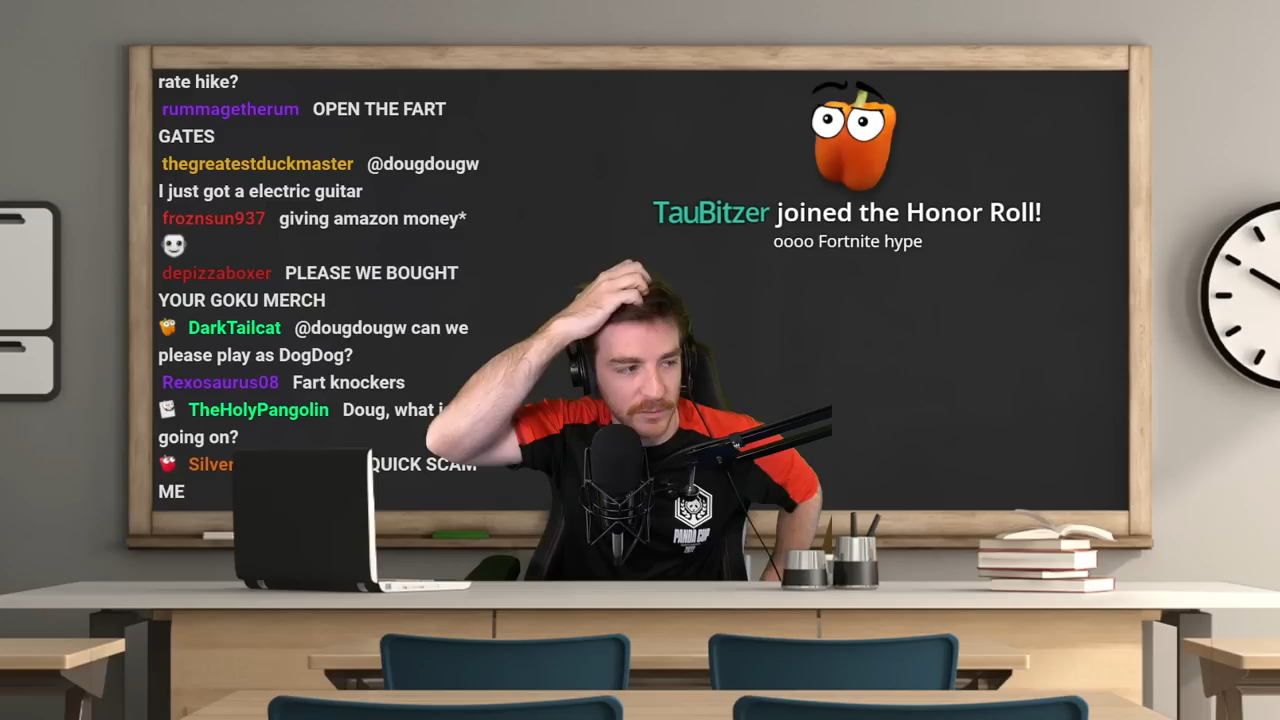 rate hike?
rummagetherum OPEN THE FART
GATES
thegreatestduckmaster @dougdougw
I just got a electric guitar
froznsun937 giving amazon money*
depizzaboxer PLEASE WE BOUGHT
YOUR GOKU MERCH
DarkTailcat @dougdougw can we
please play as DogDog?
Rexosaurus08 Fart knockers
TheHolyPangolin Doug, what i
going on?
Silver QUICK SCAM
ME
TauBitzer joined the Honor Roll!
oooo Fortnite hype
PANDA CUP
2022